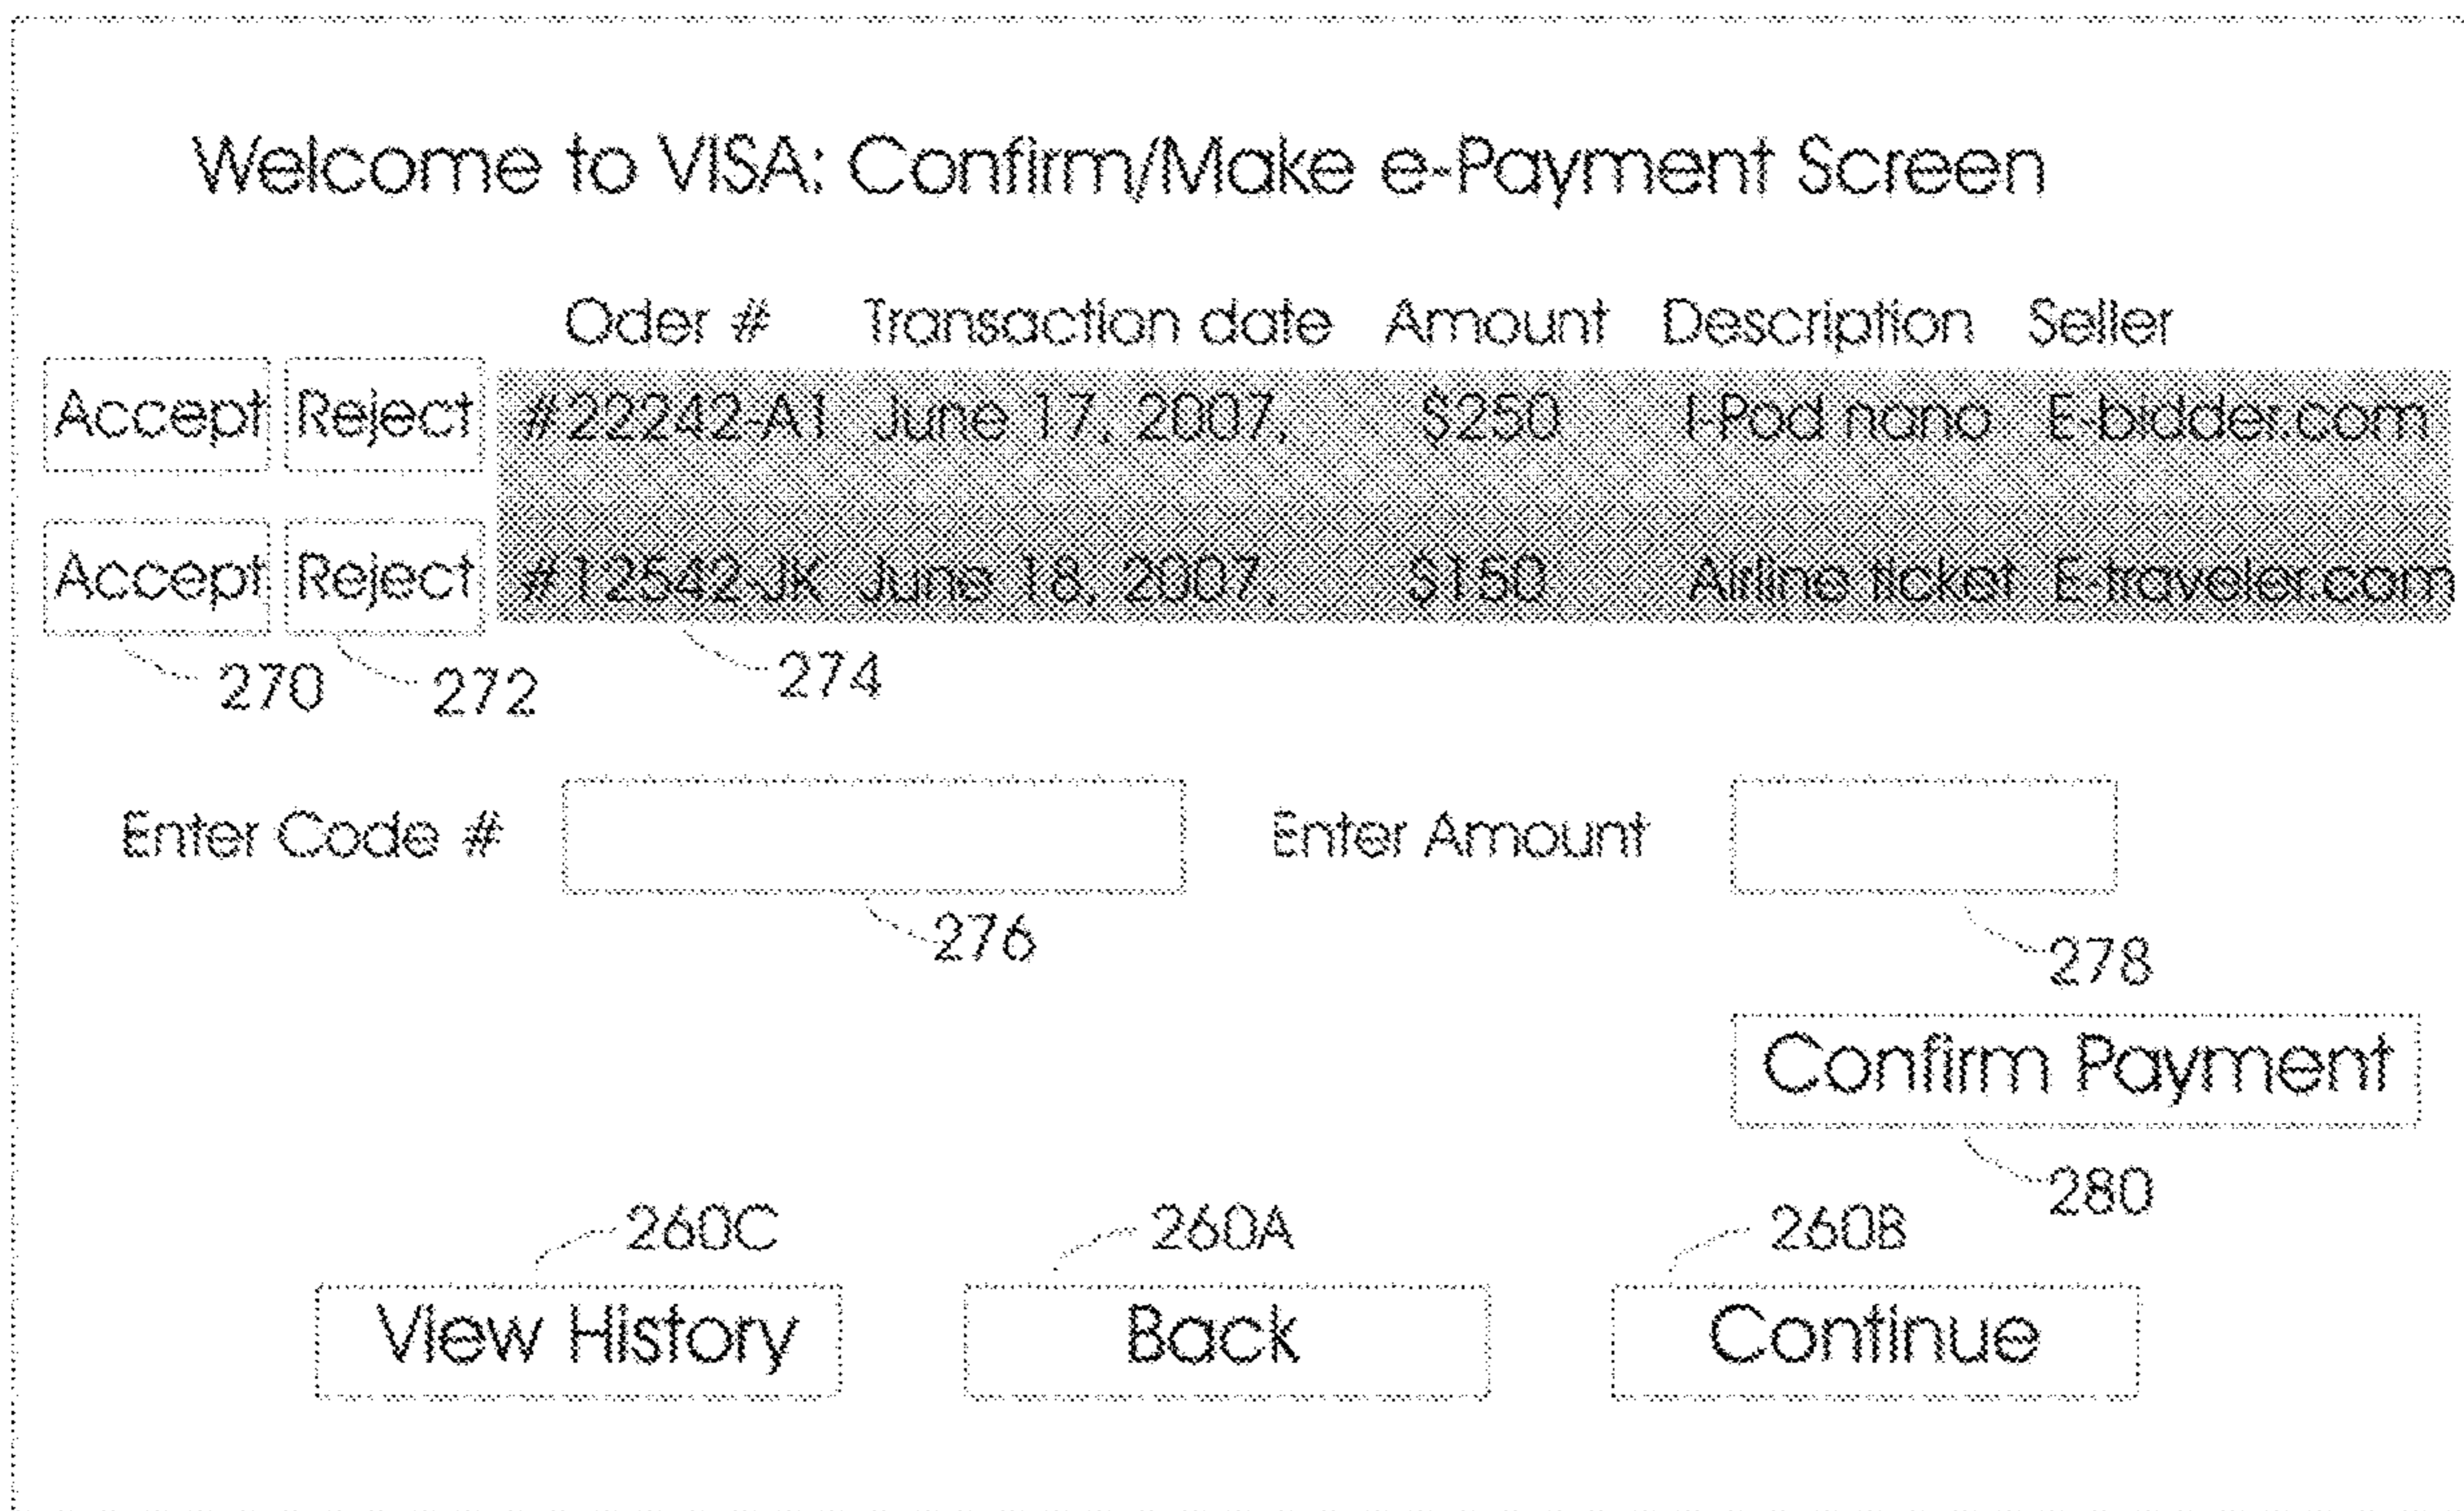 Welcome to VISA: Confirm/Make e-Payment Screen
Oder # Transaction date Amount Description Seller
Accept Reject #22242-A1 June 17, 2007, $250 I-Pod nano E-bidder.com
Accept Reject #12542-JK June 18, 2007, $150 Airline ticket E-traveler.com
270 272 274
Enter Code # Enter Amount
276 278
Confirm Payment
280
260C 260A 260B
View History Back Continue